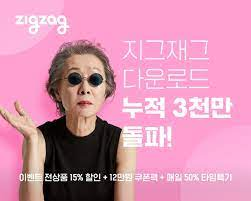 zigzag
지그재그
다운로드
누적 3천만
돌파!
이벤트 전상품 15% 할인 + 12만원 쿠폰팩 + 매일 50% 타임특가